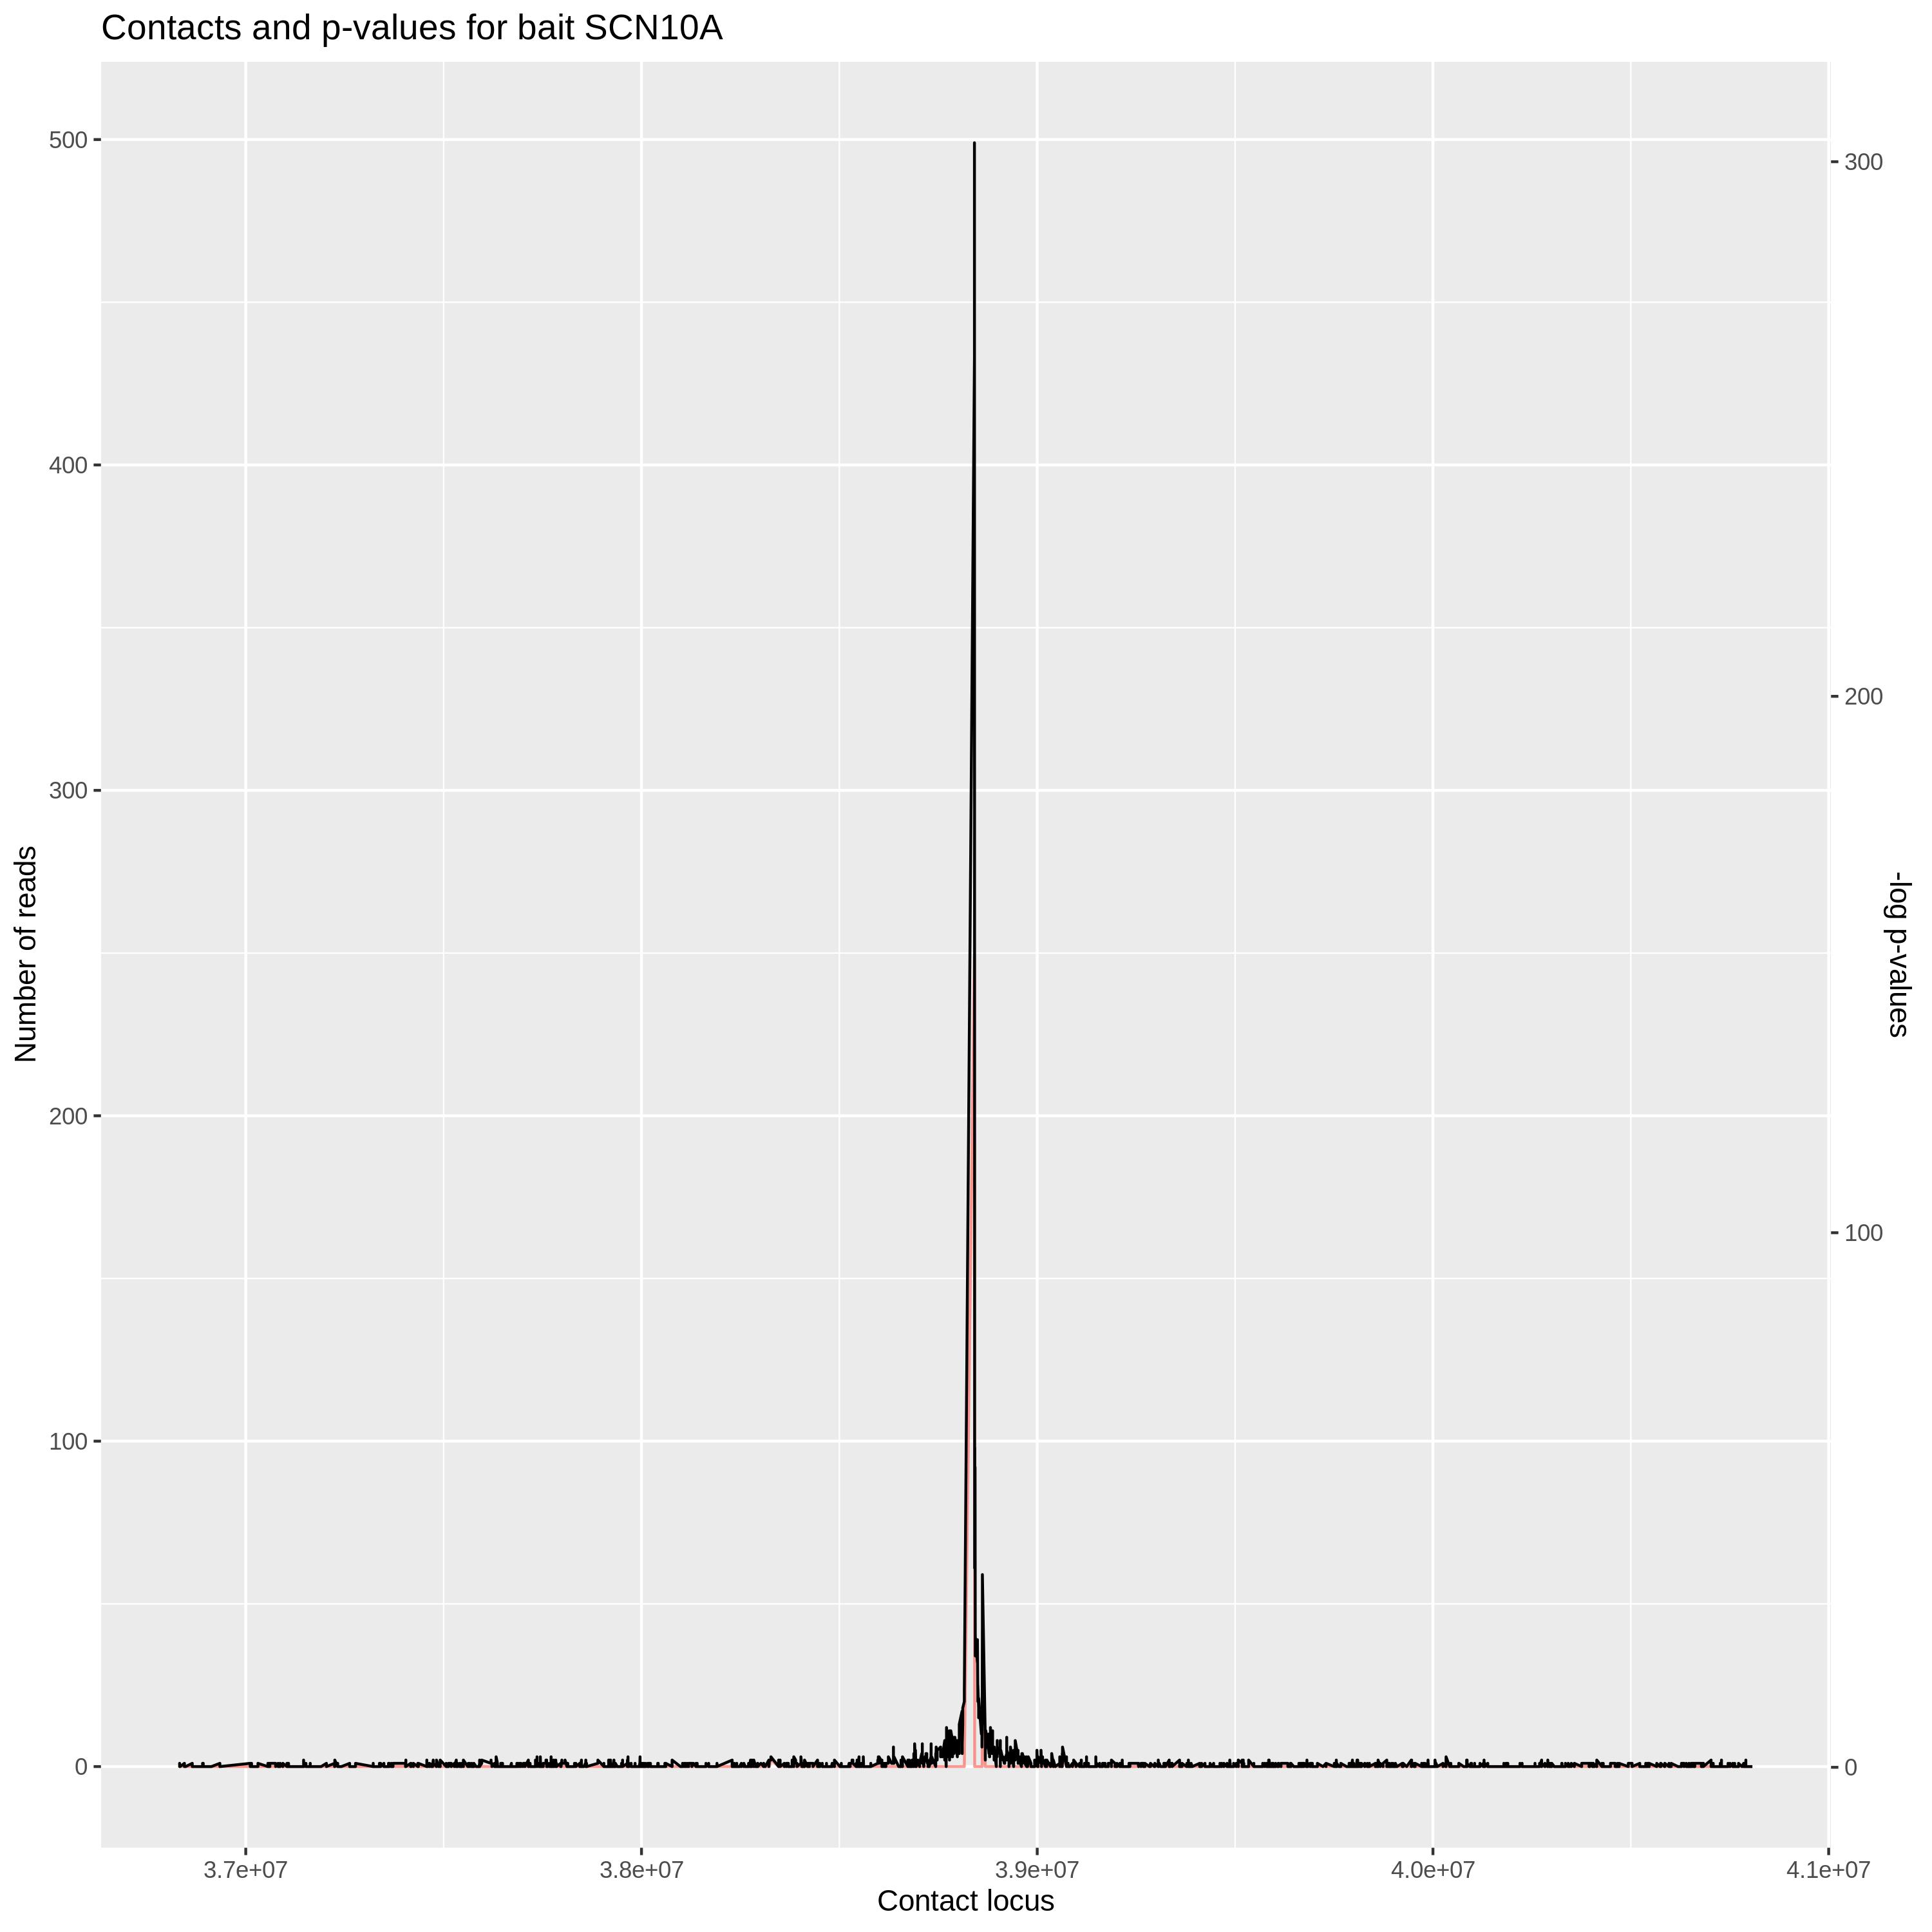 Contacts and p-values for bait SCN10A
500
400
300
200
100
0
Number of reads
300
200
100
0
-log p-values
3.7e+07
3.8e+07
3.9e+07
4.0e+07
4.1e+07
Contact locus